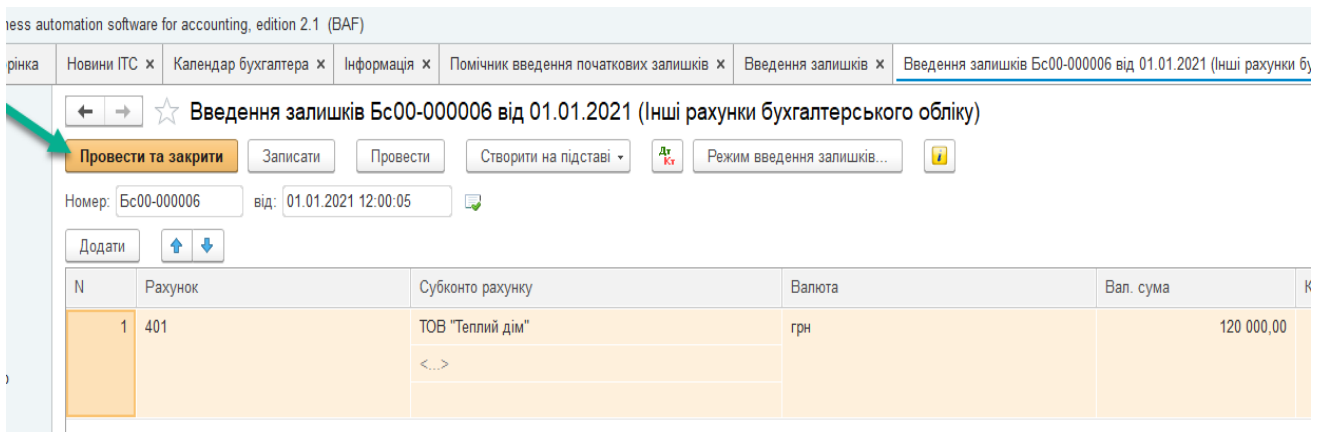 ness automation software for accounting, edition 2.1 (BAF)
рінка Новини ІТС × Календар бухгалтера × Інформація × Помічник введення початкових залишків × Введення залишків × Введення залишків Бс00-000006 від 01.01.2021 (Інші рахунки бу
Введення залишків Бс00-000006 від 01.01.2021 (Інші рахунки бухгалтерського обліку)
Провести та закрити Записати Провести Створити на підставі Дт Кт Режим введення залишків... i
Номер: Бс00-000006 від: 01.01.2021 12:00:05
Додати
N Рахунок Субконто рахунку Валюта Вал. сума К
1 401 ТОВ "Теплий дім" грн 120 000,00
<...>